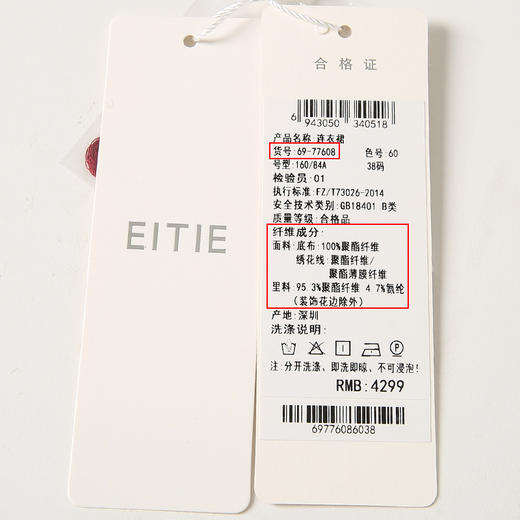 EITIE
合格证
6 943050 340518
产品名称:连衣裙
货号:69-77608 色号:60
号型:160/84A 38码
检验员:01
执行标准:FZ/T73026-2014
安全技术类别:GB18401 B类
质量等级:合格品
纤维成分:
面料:底布:100%聚酯纤维
绣花线:聚酯纤维/
聚酯薄膜纤维
里料:95 3%聚酯纤维 4 7%氨纶
(装饰花边除外)
产地:深圳
洗涤说明:
注:分开洗涤、即洗即晾、不可浸泡!
RMB:4299
69776086038